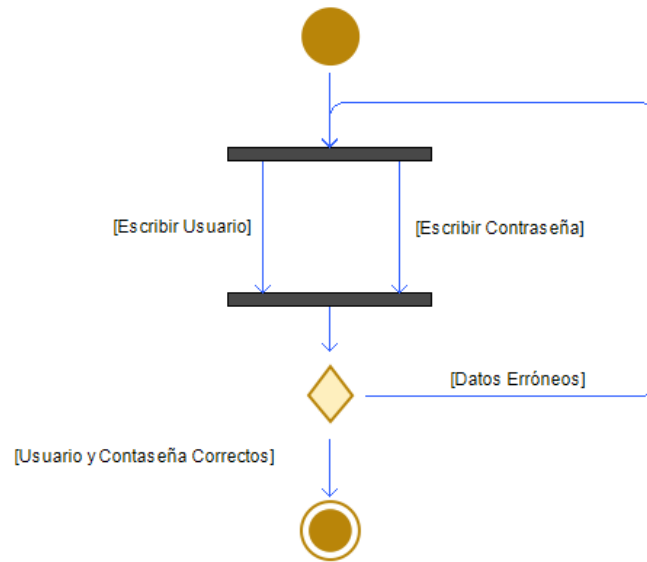 [Escribir Usuario]
[Escribir Contraseña]
[Datos Erróneos]
[Usuario y Contaseña Correctos]